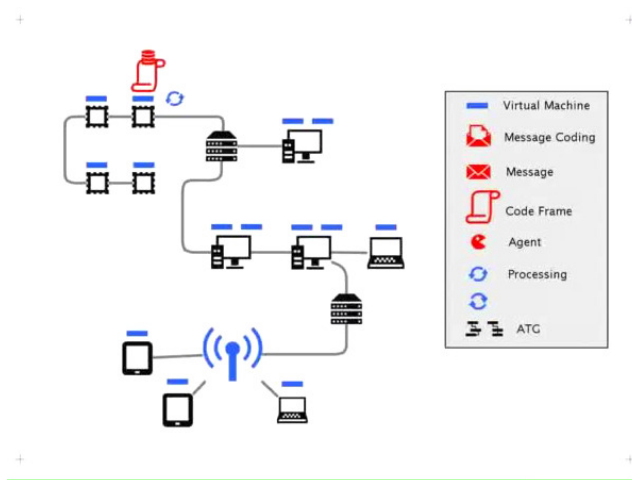 Virtual Machine
Message Coding
Message
Code Frame
Agent
Processing
ATG